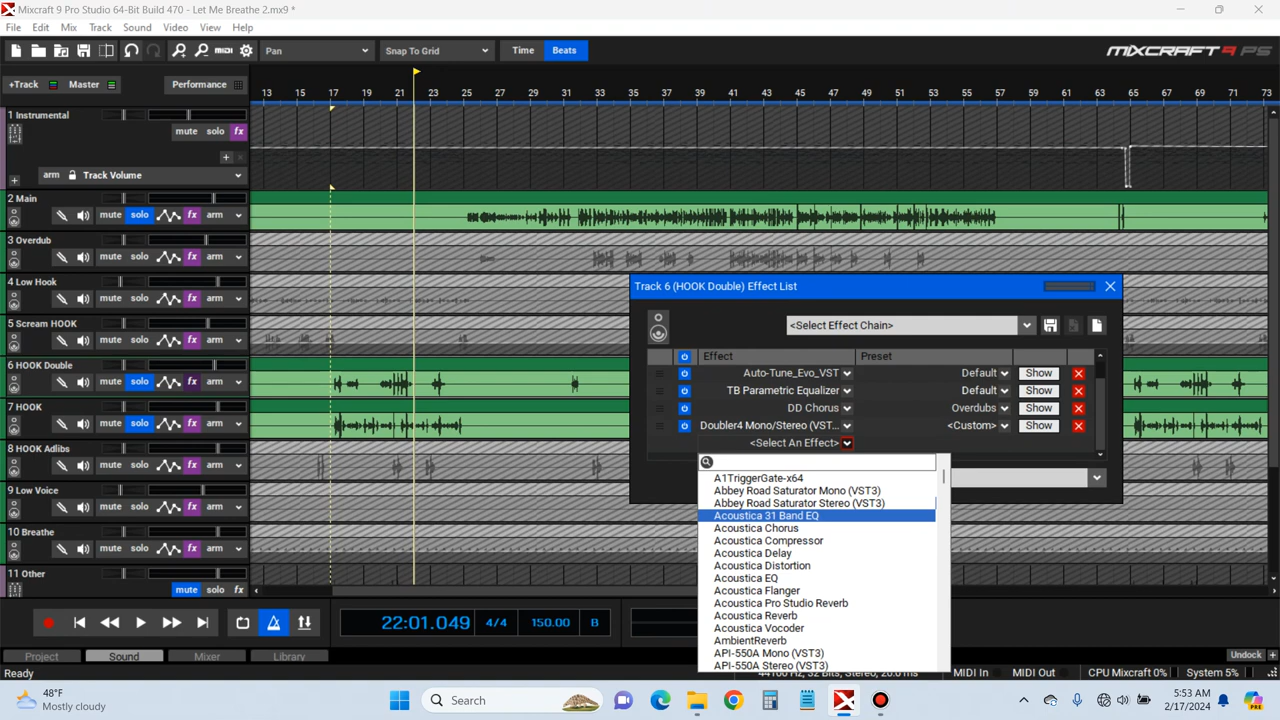 Mixcraft 9 Pro Studio 64-Bit Build 470 - Let Me Breathe 2.mx9 *
File Edit Mix Track Sound Video View Help
MIDI Pan Snap To Grid Time Beats MIXCRAFT 9 PS
+Track Master Performance
13 15 17 19 21 23 25 27 29 31 33 35 37 39 41 43 45 47 49 51 53 55 57 59 61 63 65 67 69 71 73
1 Instrumental
mute solo fx
arm Track Volume
2 Main
mute solo fx arm
3 Overdub
mute solo fx arm
4 Low Hook
mute solo fx arm
5 Scream HOOK
mute solo fx arm
6 HOOK Double
mute solo fx arm
7 HOOK
mute solo fx arm
8 HOOK Adlibs
mute solo fx arm
9 Low Voice
mute solo fx arm
10 Breathe
mute solo fx arm
11 Other
mute solo fx
Track 6 (HOOK Double) Effect List
<Select Effect Chain>
Effect Preset
Auto-Tune_Evo_VST Default Show
TB Parametric Equalizer Default Show
DD Chorus Overdubs Show
Doubler4 Mono/Stereo (VST... <Custom> Show
<Select An Effect>
A1TriggerGate-x64
Abbey Road Saturator Mono (VST3)
Abbey Road Saturator Stereo (VST3)
Acoustica 31 Band EQ
Acoustica Chorus
Acoustica Compressor
Acoustica Delay
Acoustica Distortion
Acoustica EQ
Acoustica Flanger
Acoustica Pro Studio Reverb
Acoustica Reverb
Acoustica Vocoder
AmbientReverb
API-550A Mono (VST3)
API-550A Stereo (VST3)
22:01.049 4/4 150.00 B
Project Sound Mixer Library Undock
Ready 44100 Hz, 32 Bits, Stereo, 20.0 ms MIDI In MIDI Out CPU Mixcraft 0% System 5%
48°F
Mostly cloudy
Search
5:53 AM
2/17/2024
PRE